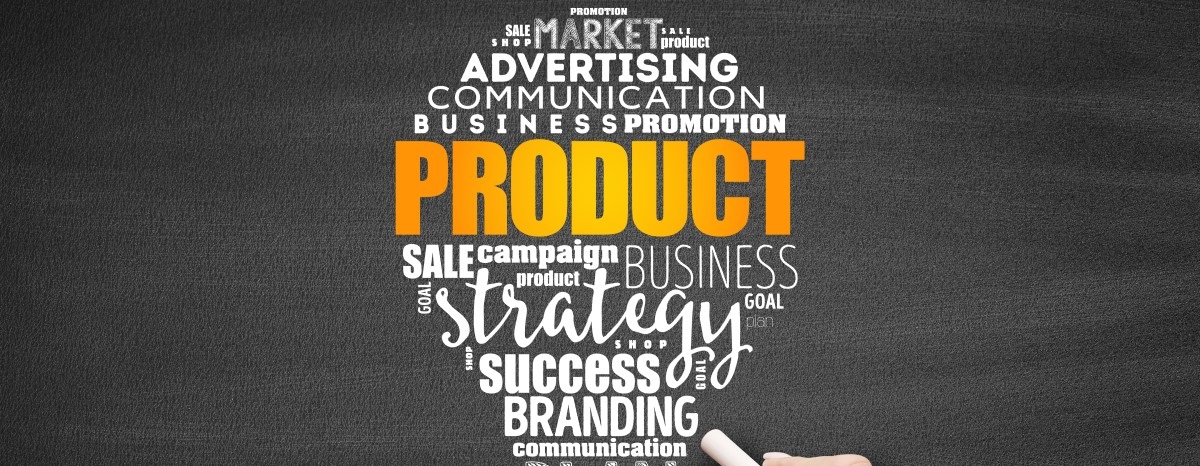 PROMOTION
SALE MARKET SALE
SHOP product
ADVERTISING
COMMUNICATION
BUSINESS PROMOTION
PRODUCT
SALE campaign BUSINESS
product
GOAL strategy GOAL
plan
SHOP
SHOP success GOAL
BRANDING
communication